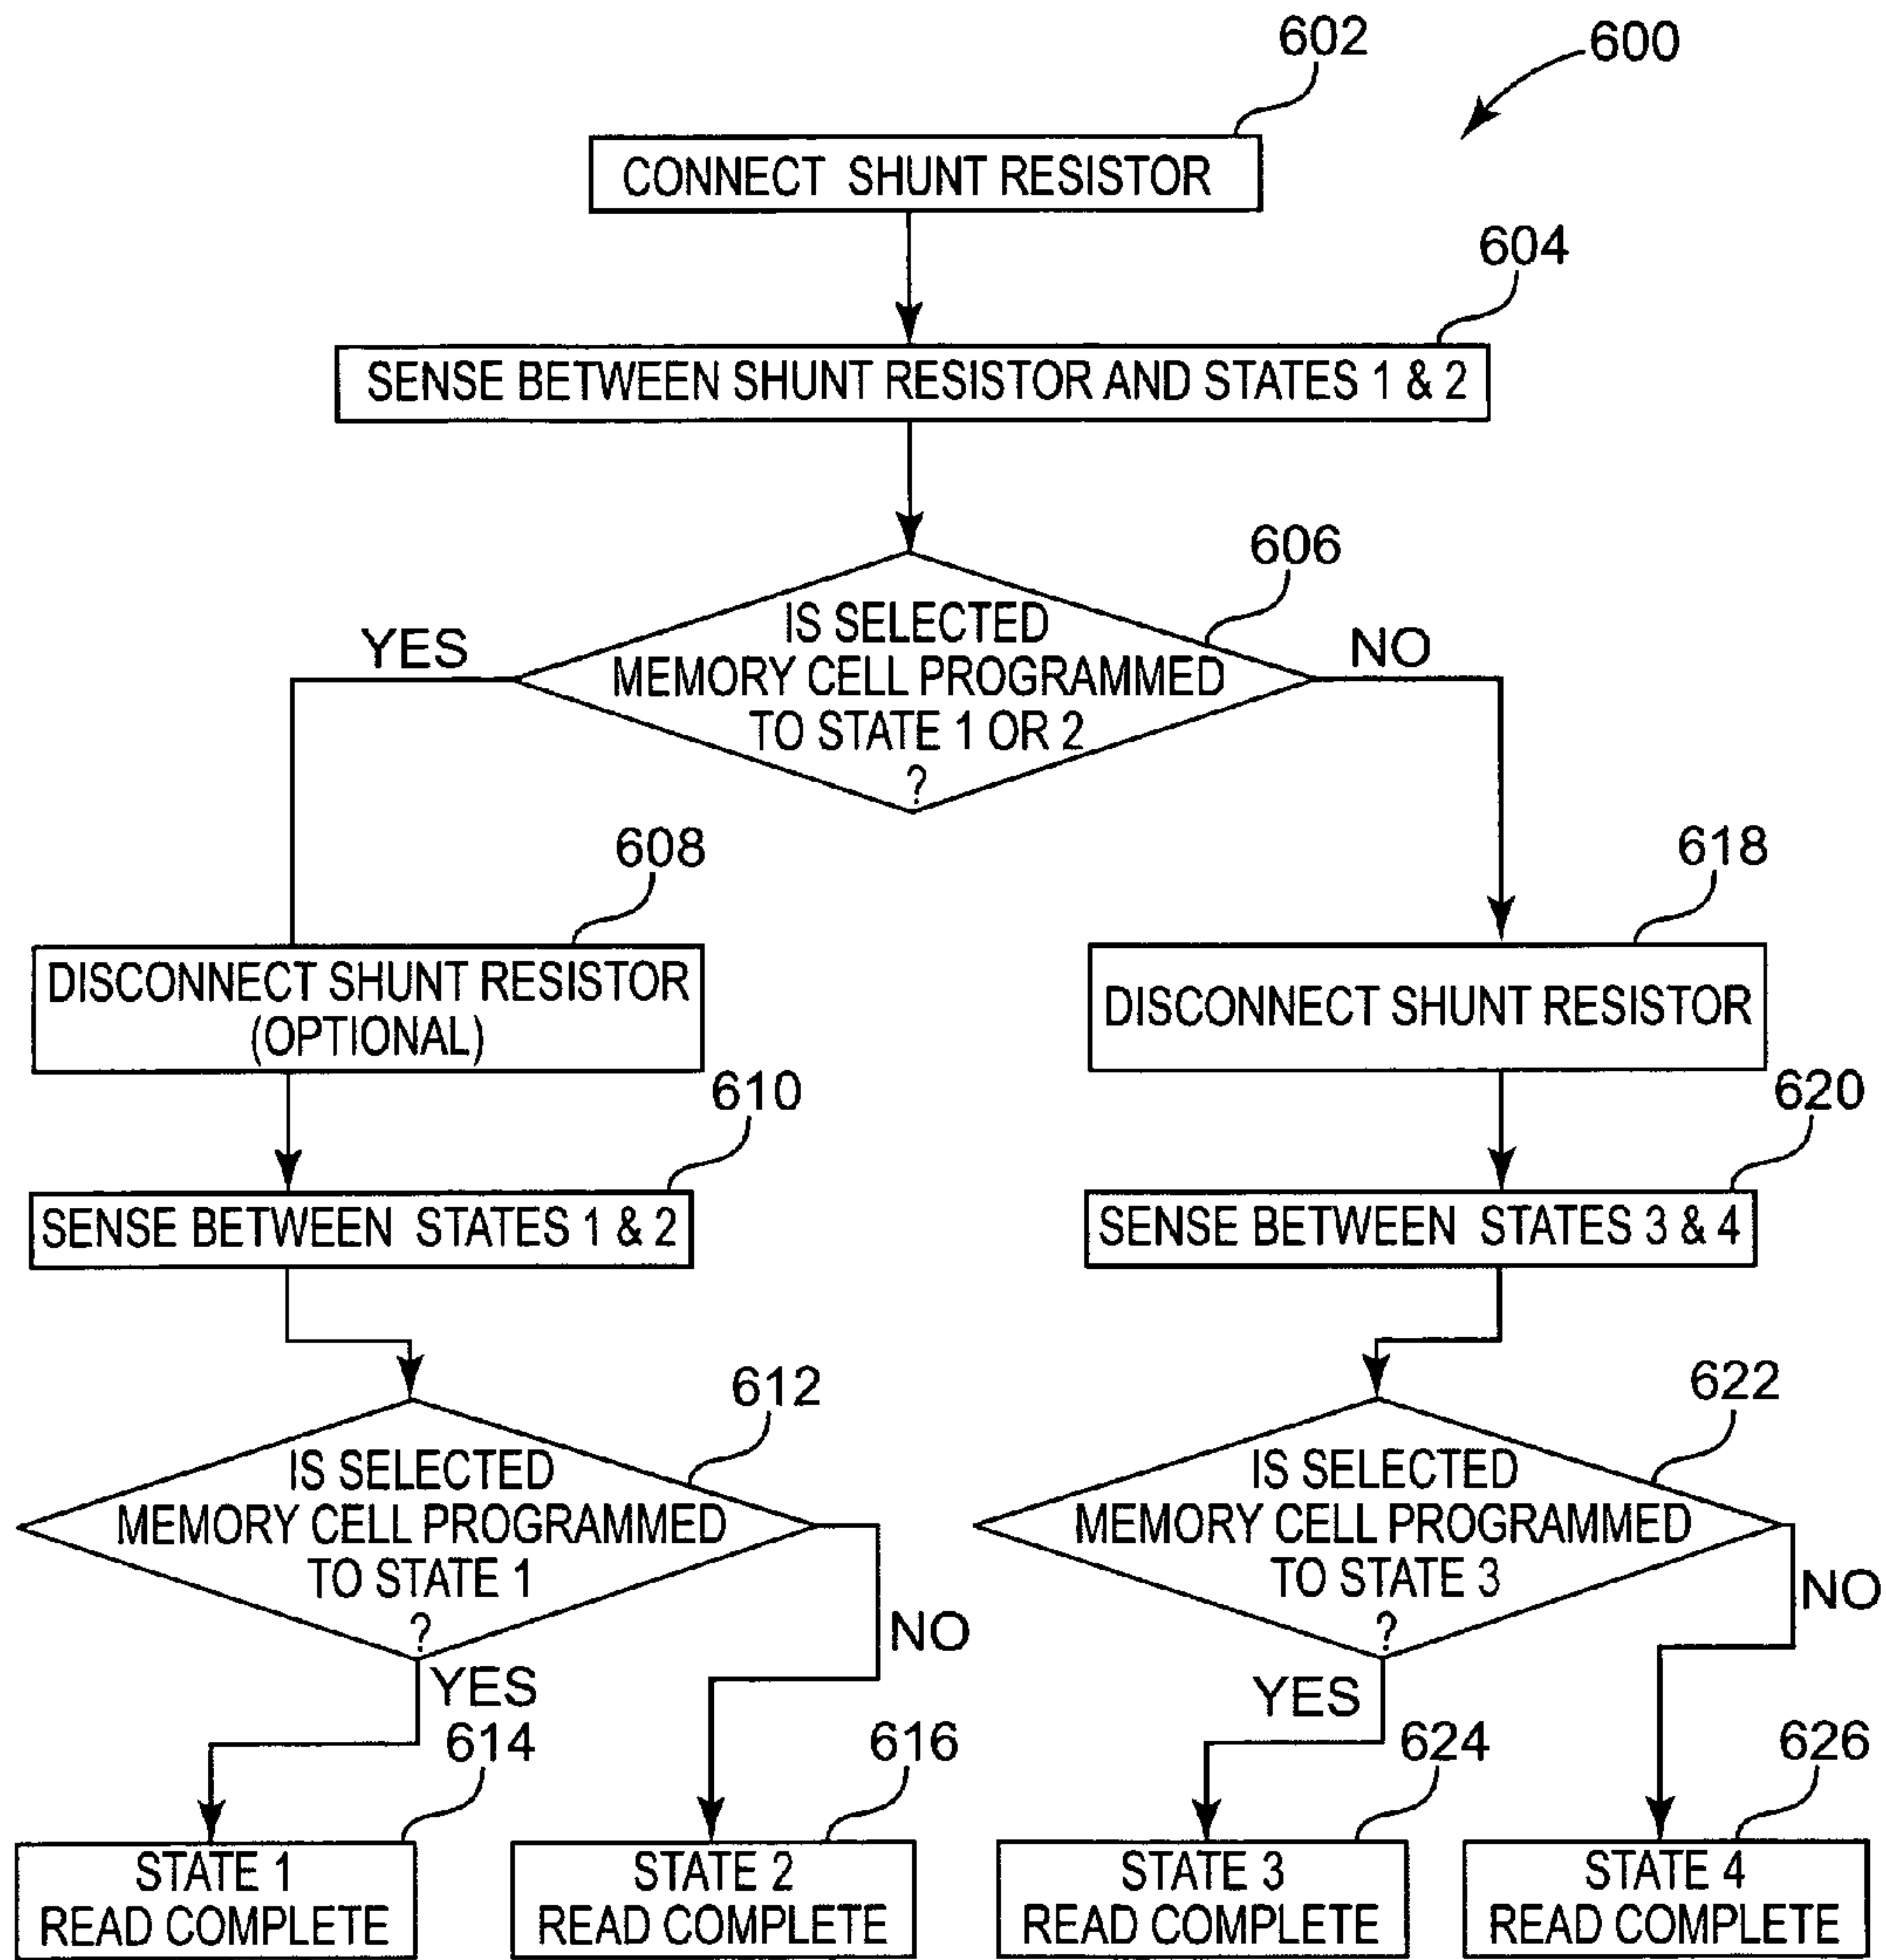 602
600
CONNECT SHUNT RESISTOR
604
SENSE BETWEEN SHUNT RESISTOR AND STATES 1 & 2
606
IS SELECTED
MEMORY CELL PROGRAMMED
TO STATE 1 OR 2
?
YES
NO
608
DISCONNECT SHUNT RESISTOR
(OPTIONAL)
618
DISCONNECT SHUNT RESISTOR
610
SENSE BETWEEN STATES 1 & 2
620
SENSE BETWEEN STATES 3 & 4
612
IS SELECTED
MEMORY CELL PROGRAMMED
TO STATE 1
?
NO
YES
622
IS SELECTED
MEMORY CELL PROGRAMMED
TO STATE 3
?
NO
YES
614
STATE 1
READ COMPLETE
616
STATE 2
READ COMPLETE
624
STATE 3
READ COMPLETE
626
STATE 4
READ COMPLETE